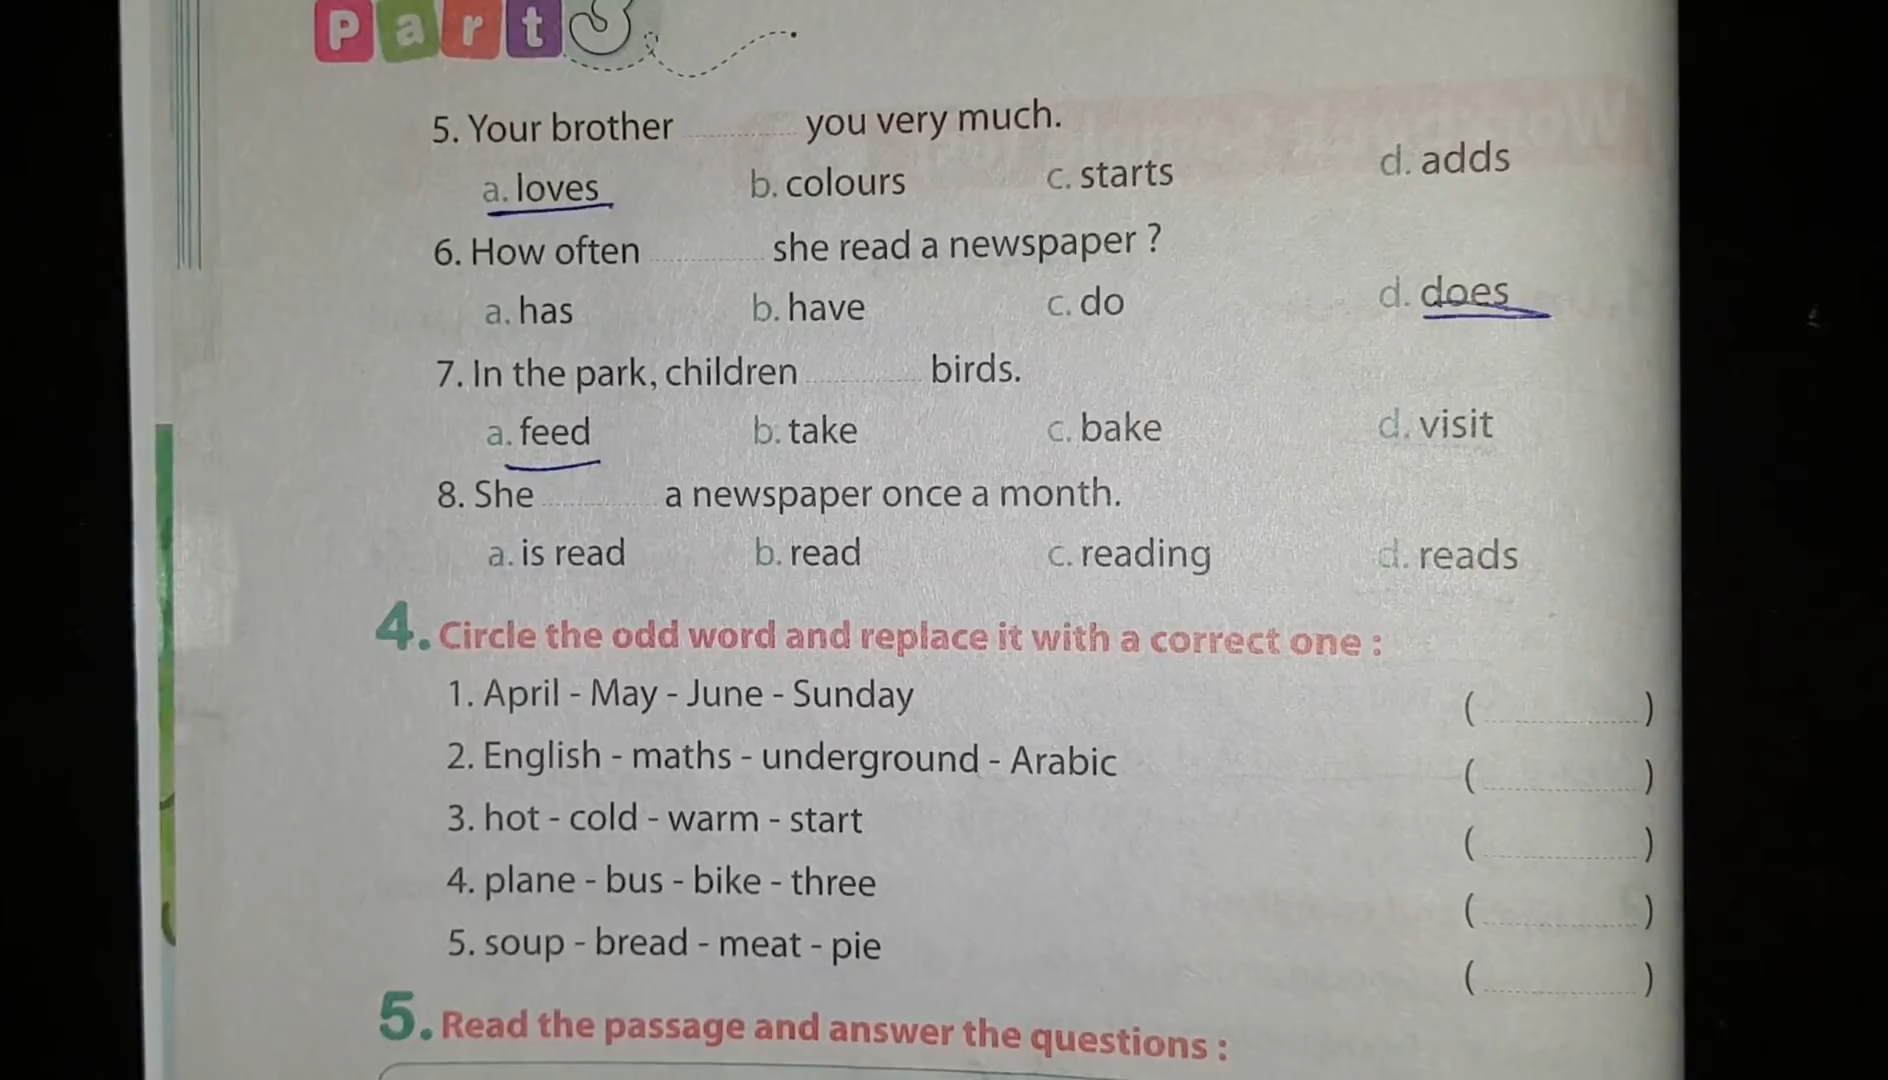 Part 3
5. Your brother ............ you very much.
a. loves b. colours c. starts d. adds
6. How often ............ she read a newspaper ?
a. has b. have c. do d. does
7. In the park, children ............ birds.
a. feed b. take c. bake d. visit
8. She ............ a newspaper once a month.
a. is read b. read c. reading d. reads
4. Circle the odd word and replace it with a correct one :
1. April - May - June - Sunday (..................)
2. English - maths - underground - Arabic (..................)
3. hot - cold - warm - start (..................)
4. plane - bus - bike - three (..................)
5. soup - bread - meat - pie (..................)
5. Read the passage and answer the questions :